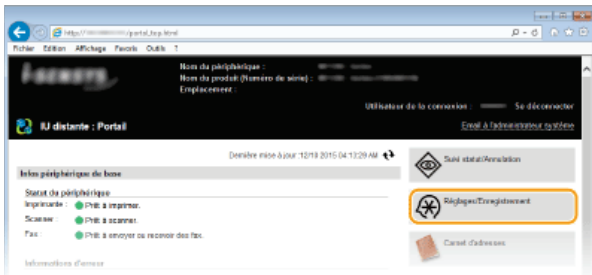 http:// /portal_top.html
Fichier Edition Affichage Favoris Outils ?
Nom du périphérique :
Nom du produit (Numéro de série) :
Emplacement :
Utilisateur de la connexion : Se déconnecter
IU distante : Portail
Email à l'administrateur système
Dernière mise à jour :12/19 2015 04:13:29 AM
Suivi statut/Annulation
Infos périphérique de base
Statut du périphérique
Imprimante : Prêt à imprimer.
Réglages/Enregistrement
Scanner : Prêt à scanner.
Fax : Prêt à envoyer ou recevoir des fax.
Carnet d'adresses
Informations d'erreur